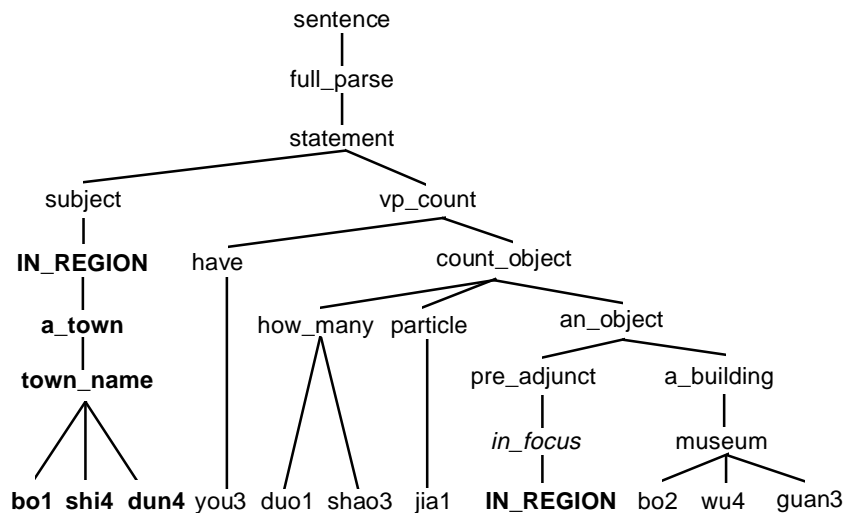 sentence
full_parse
statement
subject vp_count
IN_REGION have count_object
a_town how_many particle an_object
town_name pre_adjunct a_building
in_focus museum
bo1 shi4 dun4 you3 duo1 shao3 jia1 IN_REGION bo2 wu4 guan3